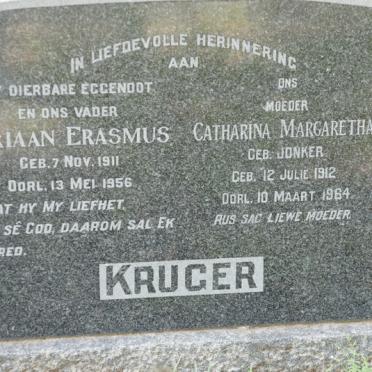 IN LIEFDEVOLLE HERINNERING
AAN
DIERBARE EGGENOOT
EN ONS VADER
RIAAN ERASMUS
GEB. 7 NOV. 1911
OORL. 13 MEI 1956
AT HY MY LIEFHET,
SÊ GOD, DAAROM SAL EK
RED.
ONS
MOEDER
CATHARINA MARGARETHA
GEB. JONKER
GEB. 12 JULIE 1912
OORL. 10 MAART 1964
RUS SAG LIEWE MOEDER.
KRUGER